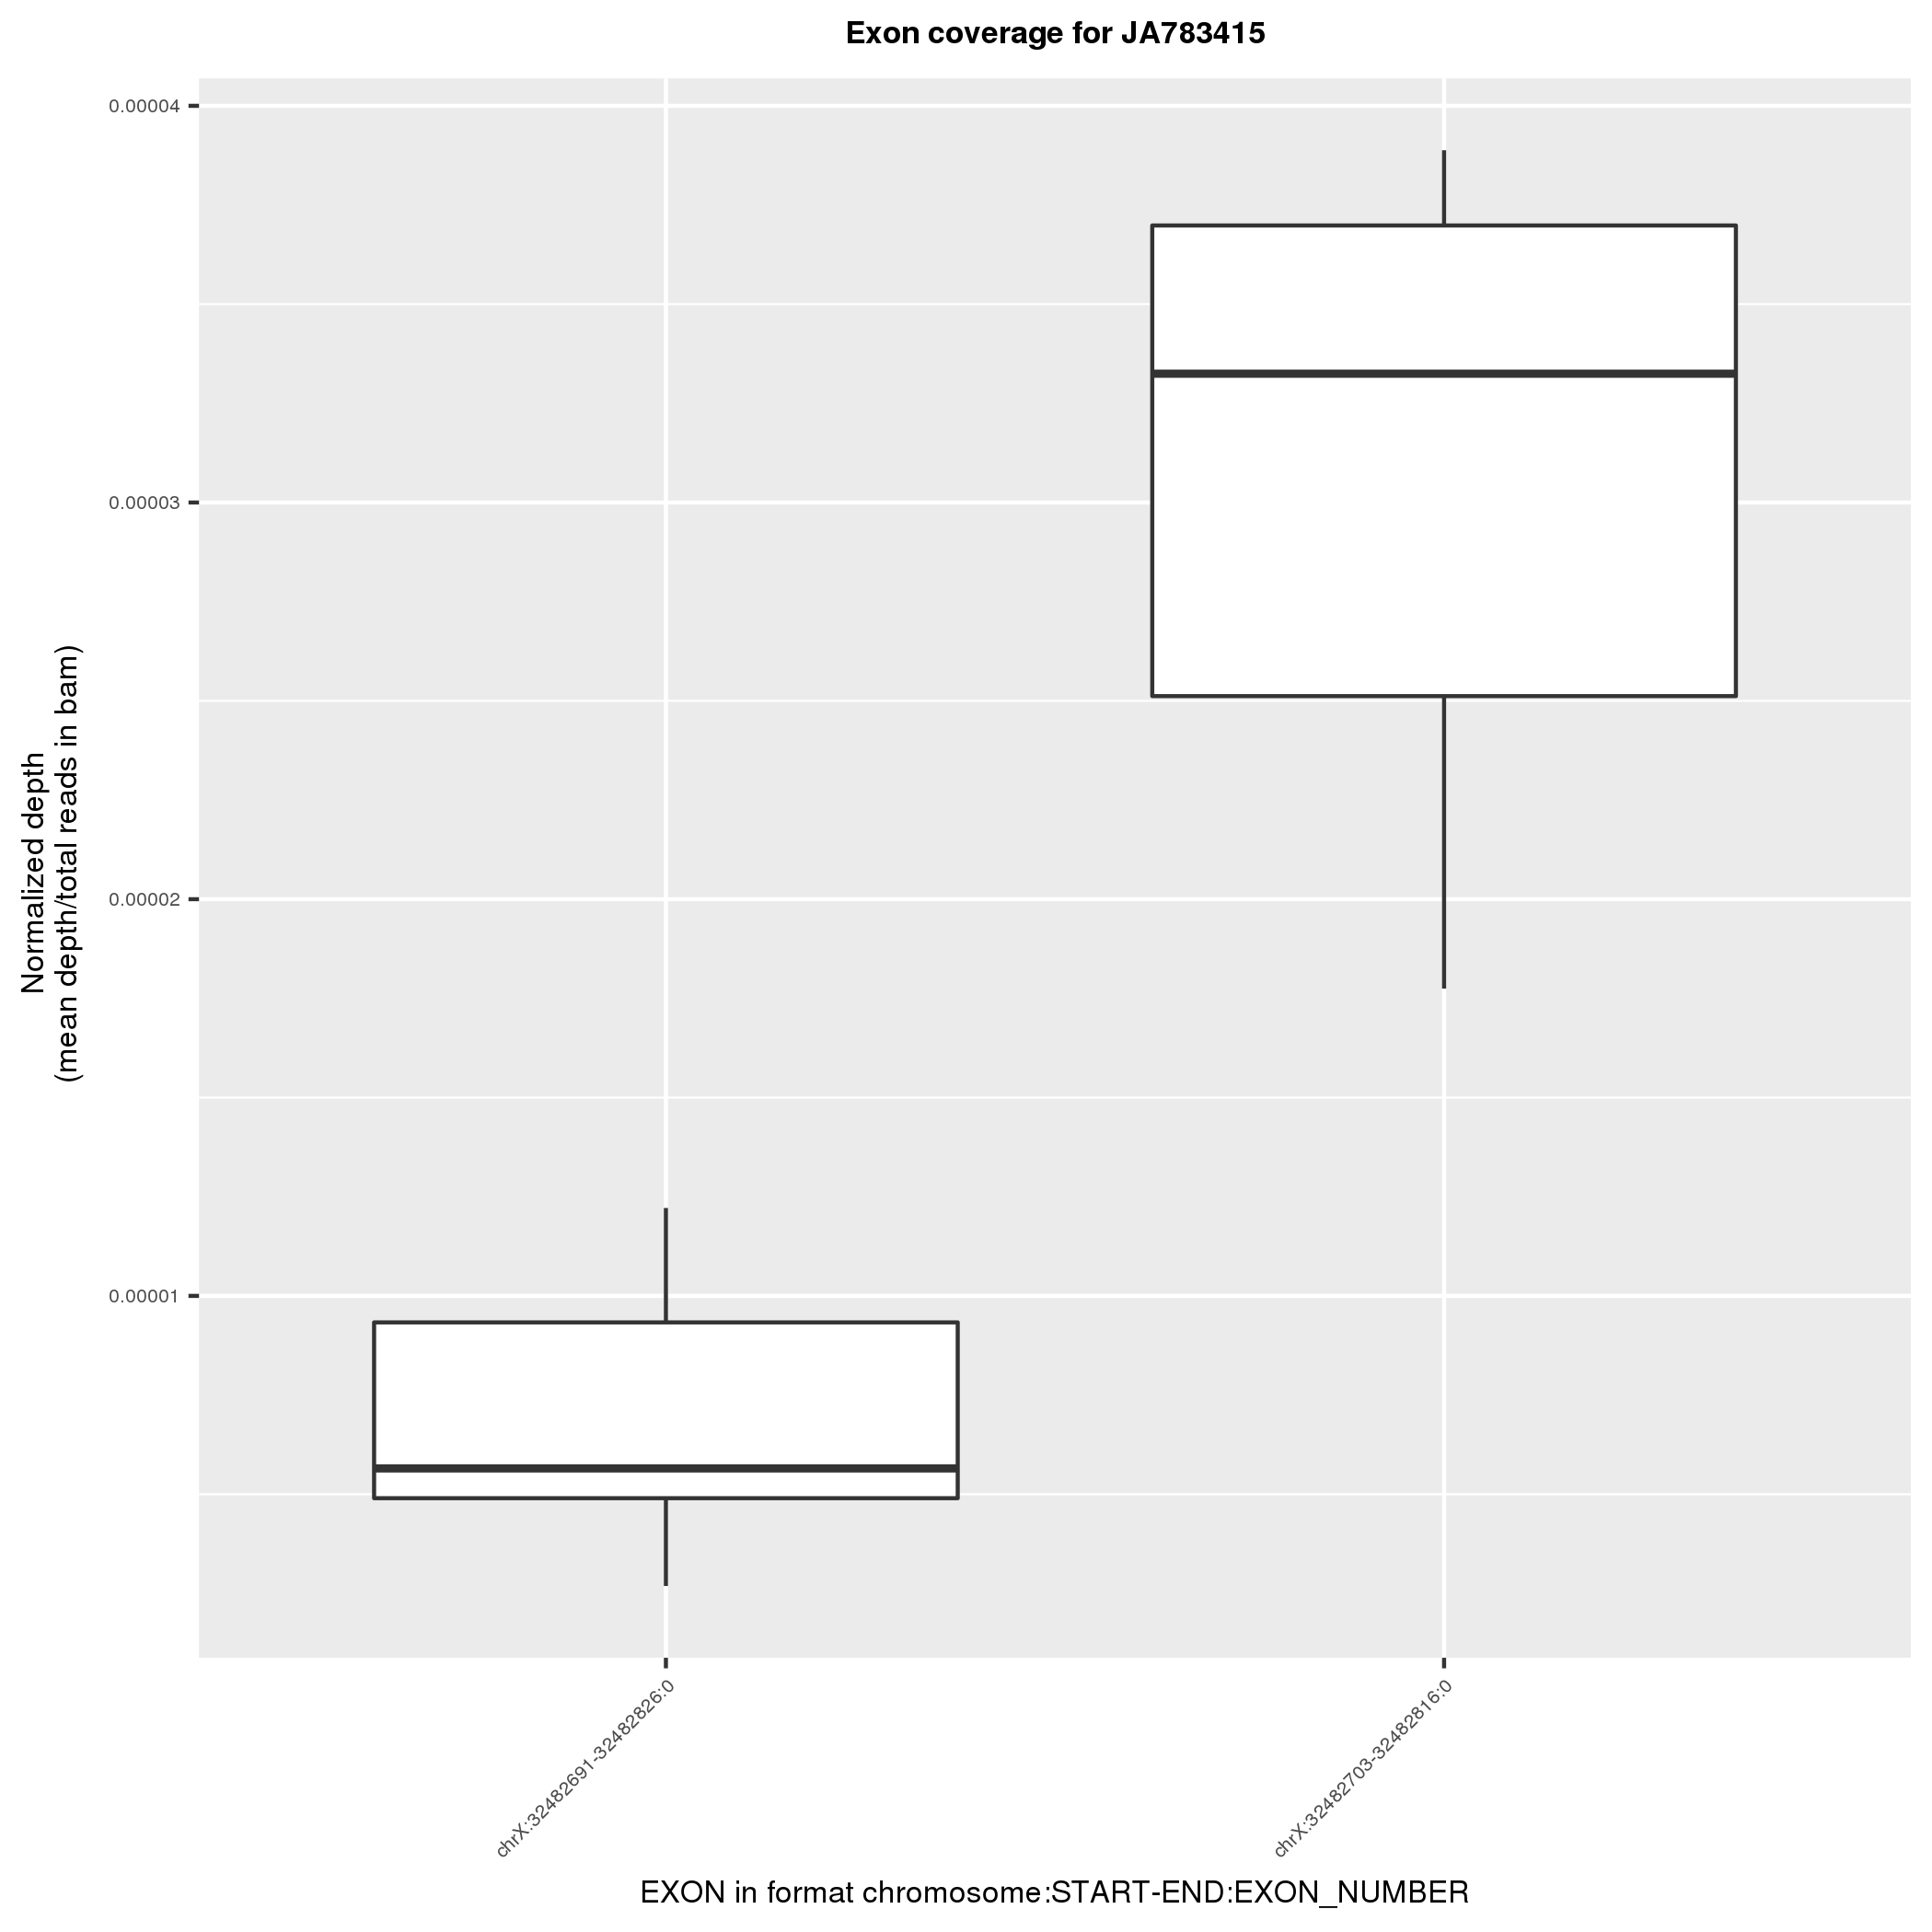 Exon coverage for JA783415
0.00004
0.00003
0.00002
0.00001
Normalized depth
(mean depth/total reads in bam)
chrX:32482691-32482826:0
chrX:32482703-32482816:0
EXON in format chromosome:START-END:EXON_NUMBER